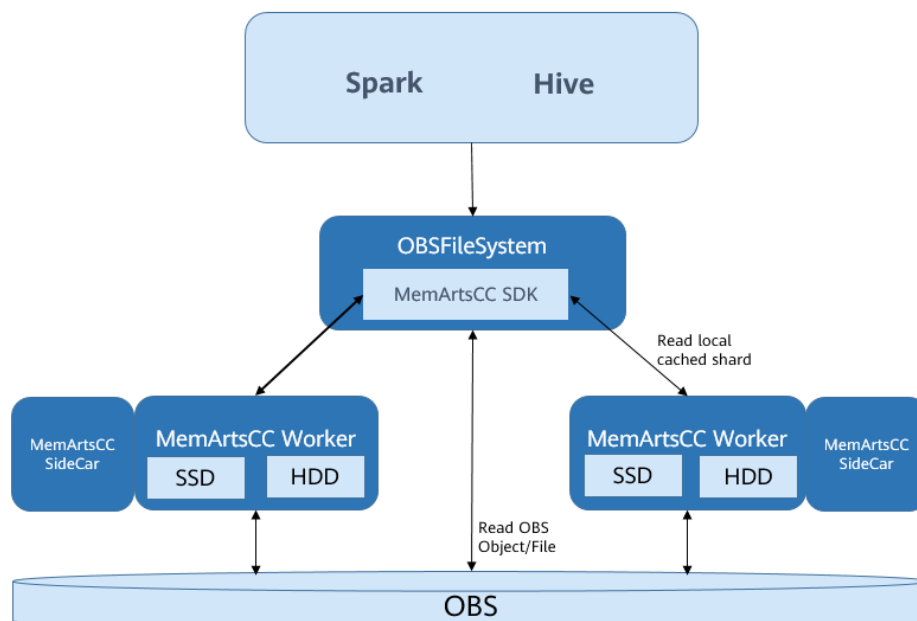 Spark
Hive
OBSFileSystem
MemArtsCC SDK
Read local
cached shard
MemArtsCC
SideCar
MemArtsCC Worker
SSD
HDD
MemArtsCC Worker
SSD
HDD
MemArtsCC
SideCar
Read OBS
Object/File
OBS